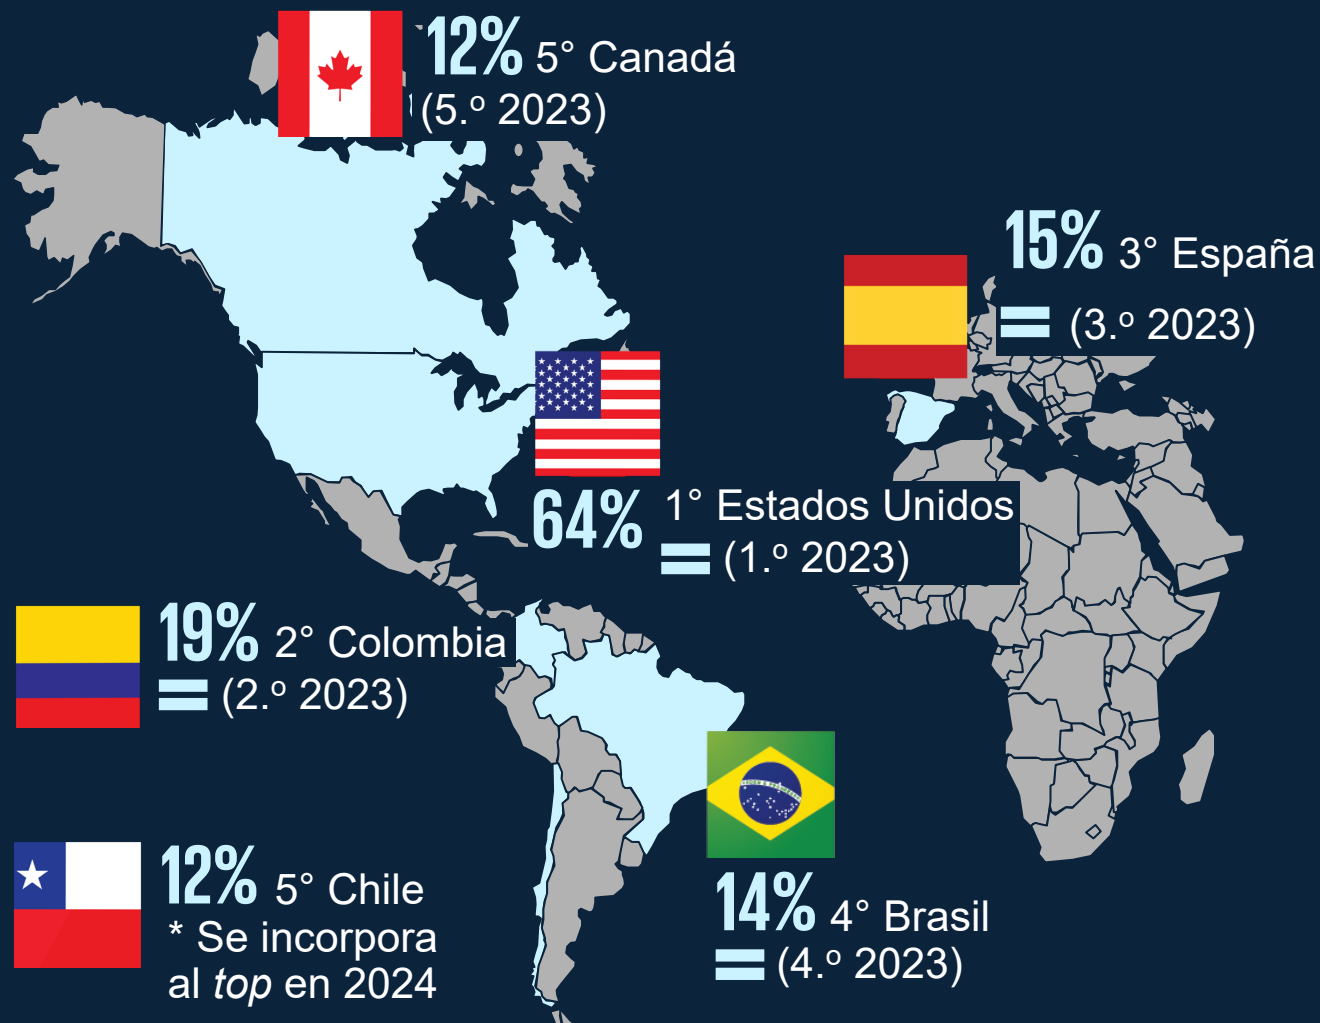 12% 5° Canadá
(5.º 2023)
15% 3° España
= (3.º 2023)
64% 1° Estados Unidos
= (1.º 2023)
19% 2° Colombia
= (2.º 2023)
14% 4° Brasil
= (4.º 2023)
12% 5° Chile
* Se incorpora
al top en 2024